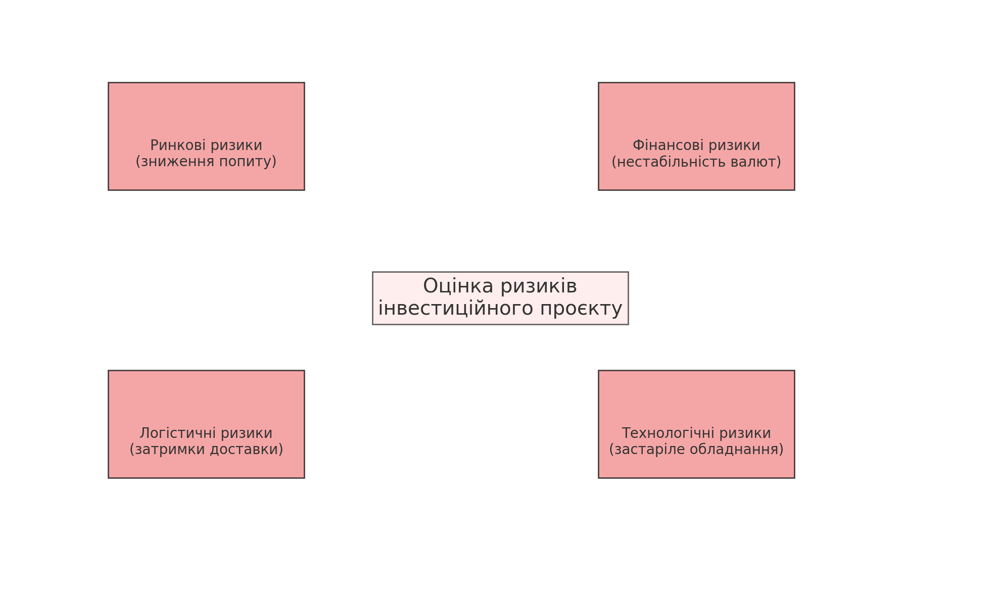 Ринкові ризики
(зниження попиту)
Фінансові ризики
(нестабільність валют)
Оцінка ризиків
інвестиційного проєкту
Логістичні ризики
(затримки доставки)
Технологічні ризики
(застаріле обладнання)